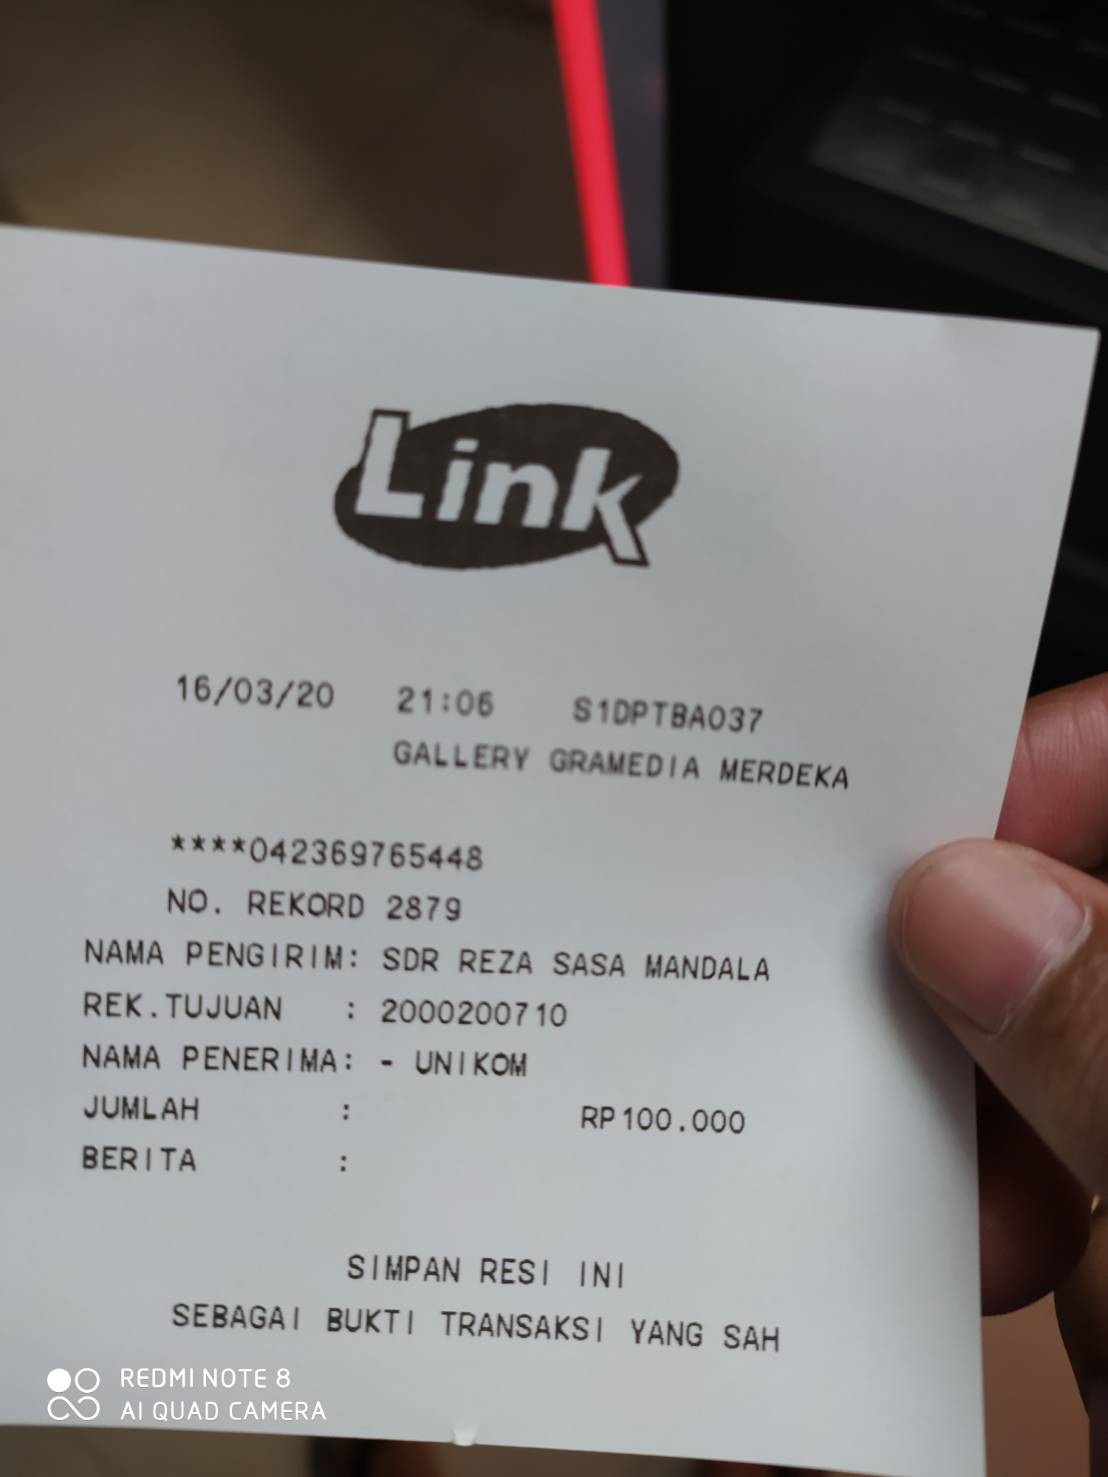 Link
16/03/20 21:06 S1DPTBA037
GALLERY GRAMEDIA MERDEKA
****042369765448
NO. REKORD 2879
NAMA PENGIRIM: SDR REZA SASA MANDALA
REK.TUJUAN : 2000200710
NAMA PENERIMA: - UNIKOM
JUMLAH : RP100.000
BERITA :
SIMPAN RESI INI
SEBAGAI BUKTI TRANSAKSI YANG SAH
REDMI NOTE 8
AI QUAD CAMERA